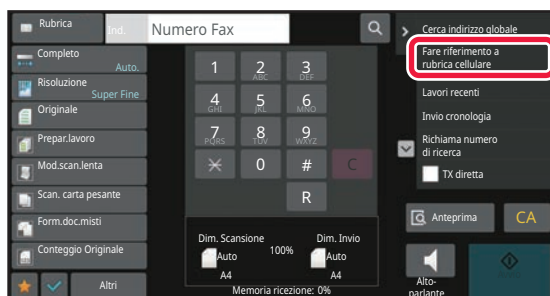 Rubrica
Ind.
Numero Fax
Completo
Auto.
Risoluzione
Super Fine
Originale
Prepar.lavoro
Mod.scan.lenta
Scan. carta pesante
Form.doc.misti
Conteggio Originale
Altri
1
2
ABC
3
DEF
4
GHI
5
JKL
6
MNO
7
PQRS
8
TUV
9
WXYZ
0
#
C
R
Dim. Scansione
100%
Dim. Invio
Auto
A4
Auto
A4
Memoria ricezione: 0%
Cerca indirizzo globale
Fare riferimento a
rubrica cellulare
Lavori recenti
Invio cronologia
Richiama numero
di ricerca
TX diretta
Anteprima
CA
Alto-
parlante